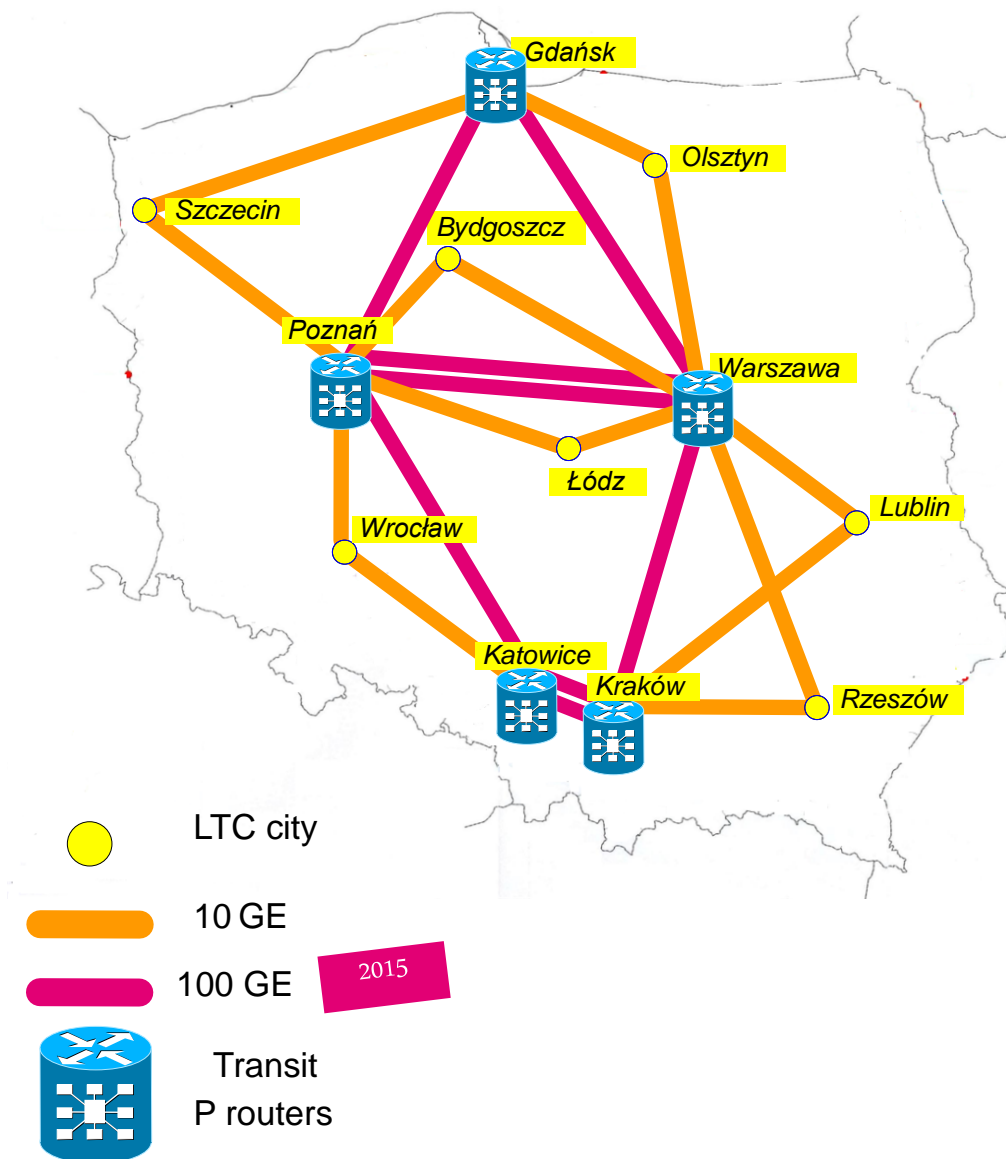 Gdańsk
Olsztyn
Szczecin
Bydgoszcz
Poznań
Warszawa
Łódz
Lublin
Wrocław
Katowice
Kraków
Rzeszów
LTC city
10 GE
100 GE
2015
Transit
P routers